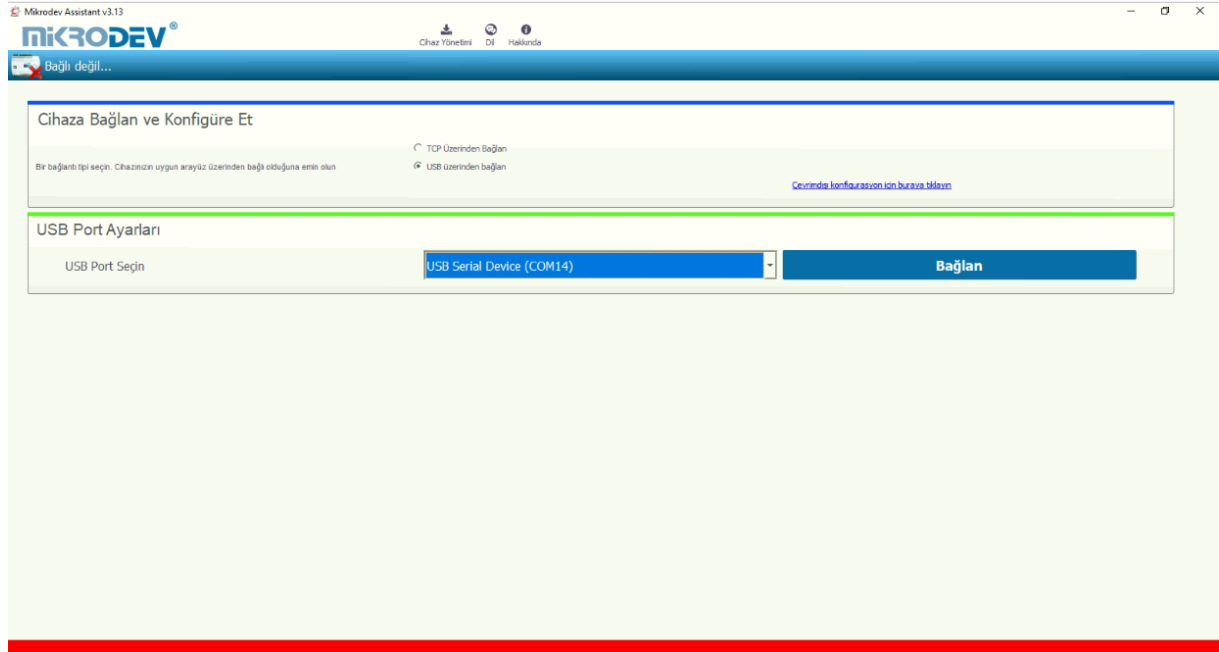 Mikrodev Assistant v3.13
MİKRODEV®
Cihaz Yönetimi Dil Hakkında
Bağlı değil...
Cihaza Bağlan ve Konfigüre Et
TCP Üzerinden Bağlan
Bir bağlantı tipi seçin. Cihazınızın uygun arayüz üzerinden bağlı olduğuna emin olun
USB üzerinden bağlan
Çevrimdışı konfigurasyon için buraya tıklayın
USB Port Ayarları
USB Port Seçin
USB Serial Device (COM14)
Bağlan